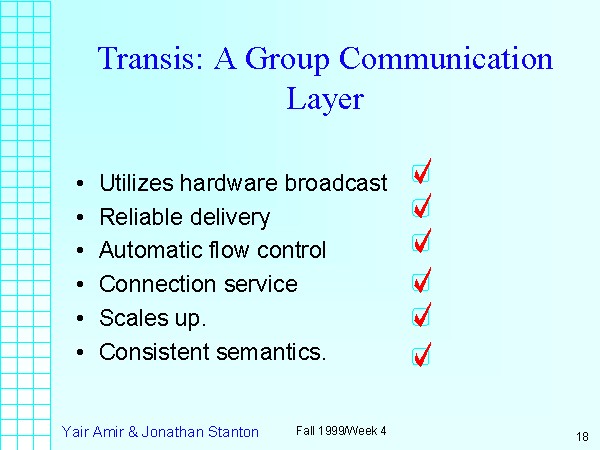 Transis: A Group Communication
Layer
• Utilizes hardware broadcast
• Reliable delivery
• Automatic flow control
• Connection service
• Scales up.
• Consistent semantics.
Yair Amir & Jonathan Stanton
Fall 1999/Week 4
18